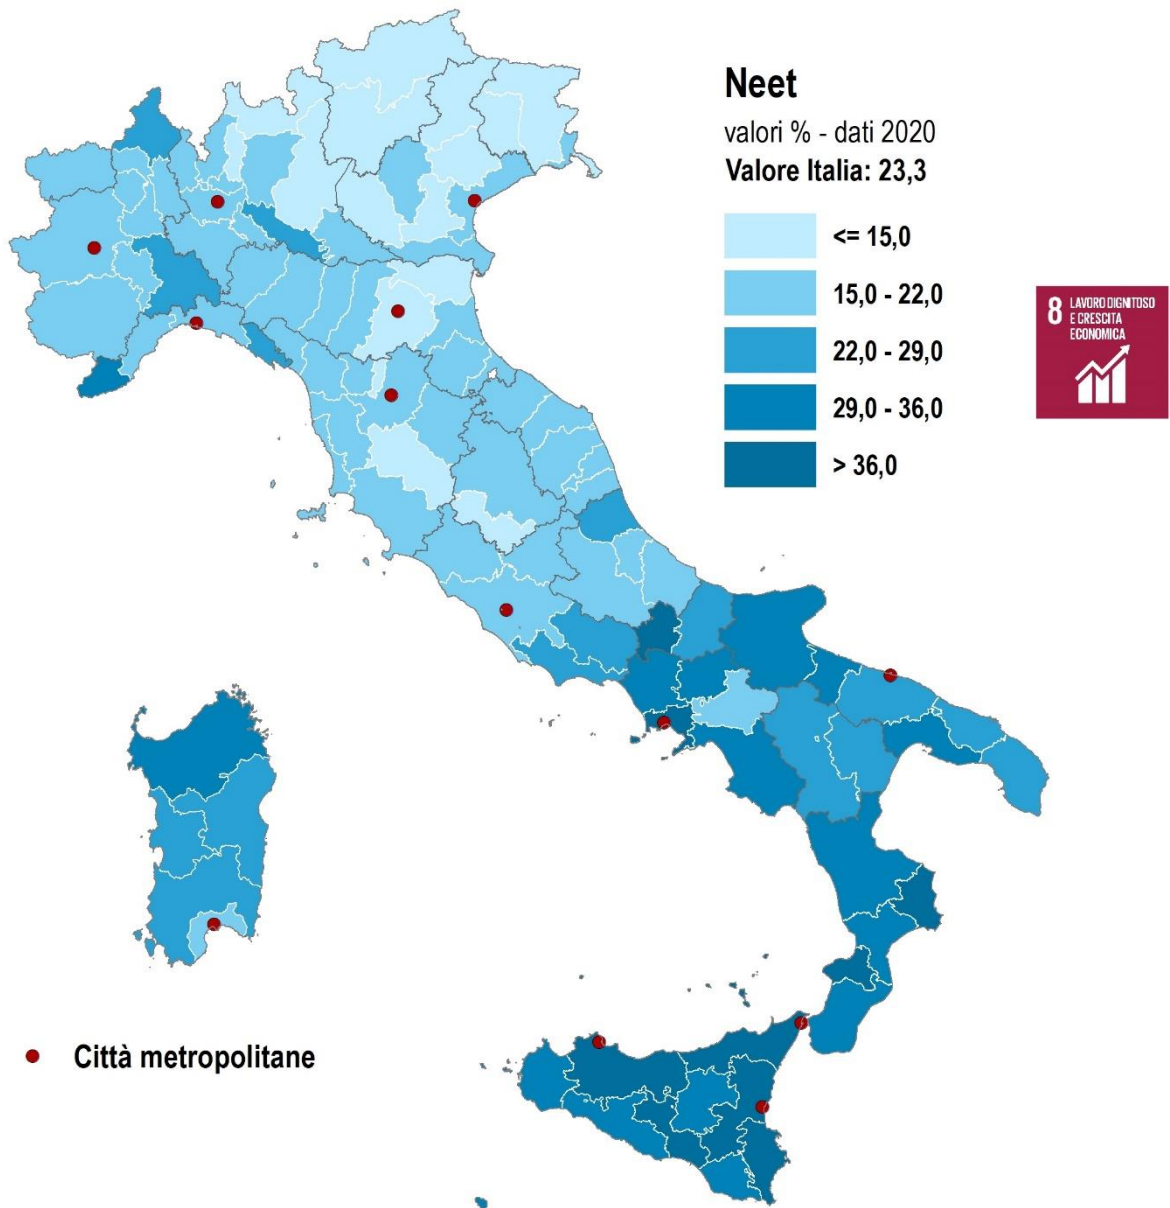 Neet
valori % - dati 2020
Valore Italia: 23,3
<= 15,0
15,0 - 22,0
22,0 - 29,0
29,0 - 36,0
> 36,0
8 LAVORO DIGNITOSO
E CRESCITA
ECONOMICA
Città metropolitane